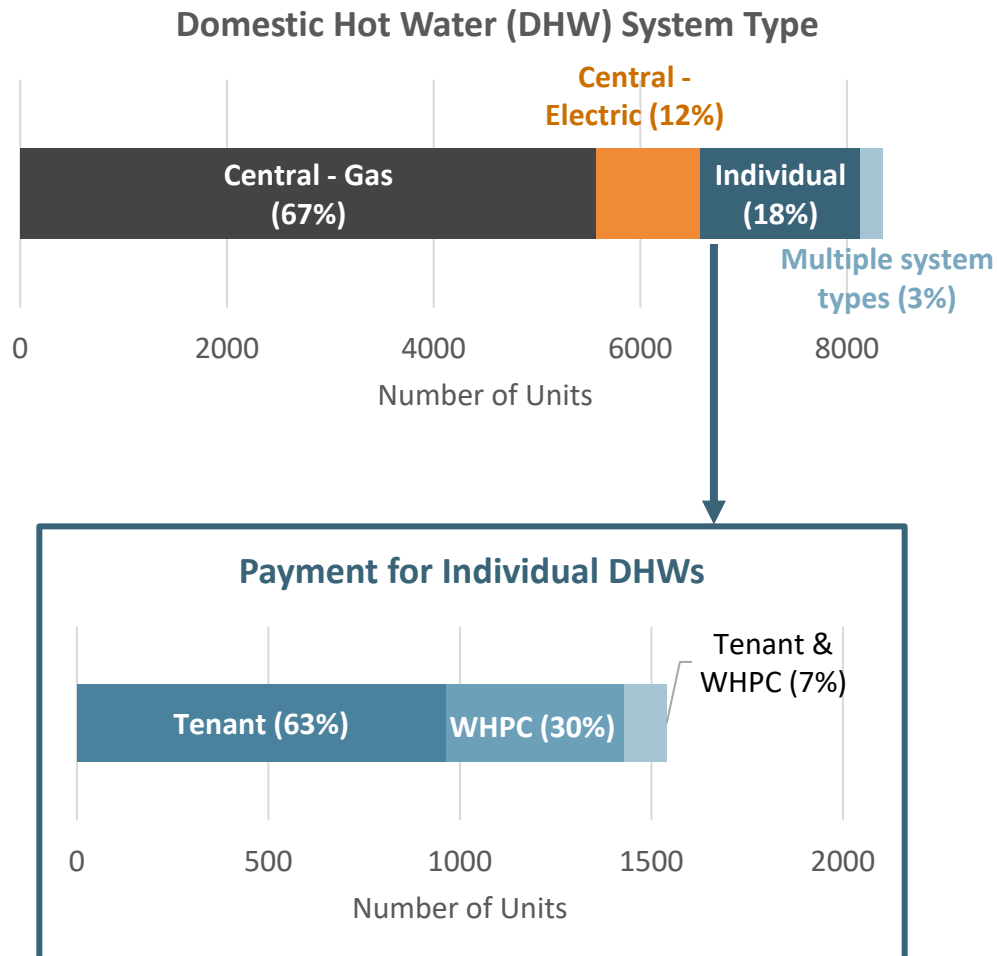 Domestic Hot Water (DHW) System Type
Central -
Electric (12%)
Central - Gas
(67%)
Individual
(18%)
Multiple system
types (3%)
0 2000 4000 6000 8000
Number of Units
Payment for Individual DHWs
Tenant &
WHPC (7%)
Tenant (63%) WHPC (30%)
0 500 1000 1500 2000
Number of Units